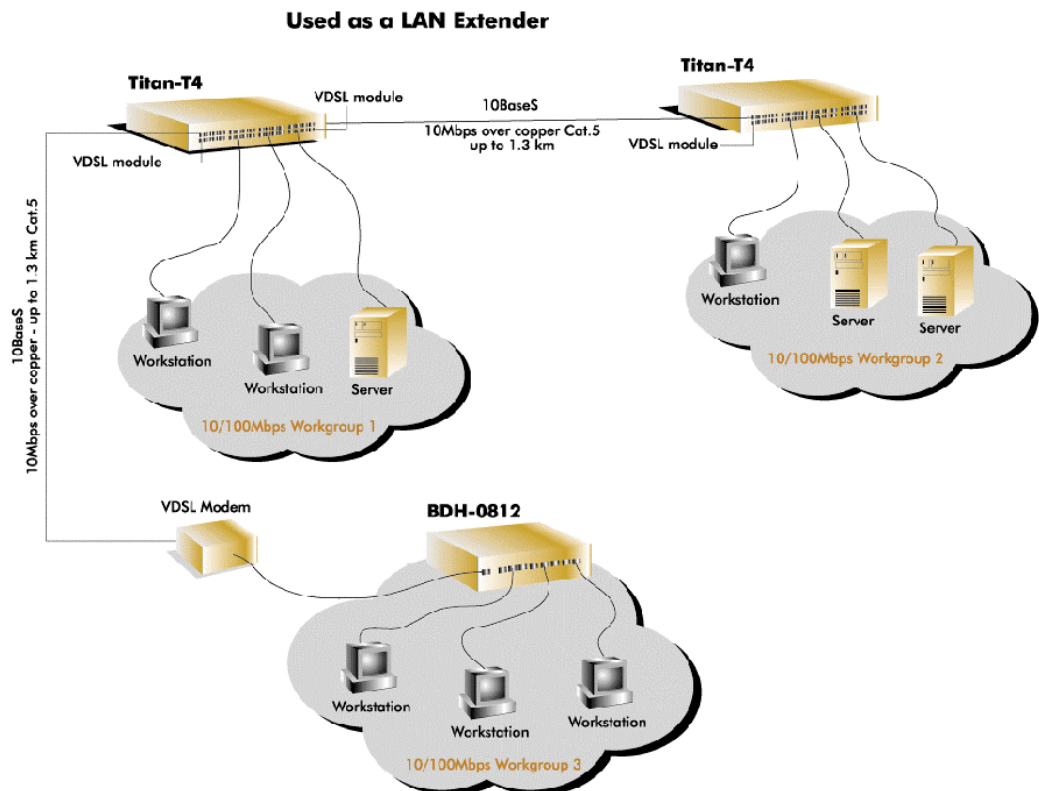 Used as a LAN Extender
Titan-T4
VDSL module
VDSL module
10BaseS
10Mbps over copper Cat.5
up to 1.3 km
Titan-T4
VDSL module
10BaseS
10Mbps over copper - up to 1.3 km Cat.5
Workstation
Workstation
Server
10/100Mbps Workgroup 1
Workstation
Server
Server
10/100Mbps Workgroup 2
VDSL Modem
BDH-0812
Workstation
Workstation
Workstation
10/100Mbps Workgroup 3